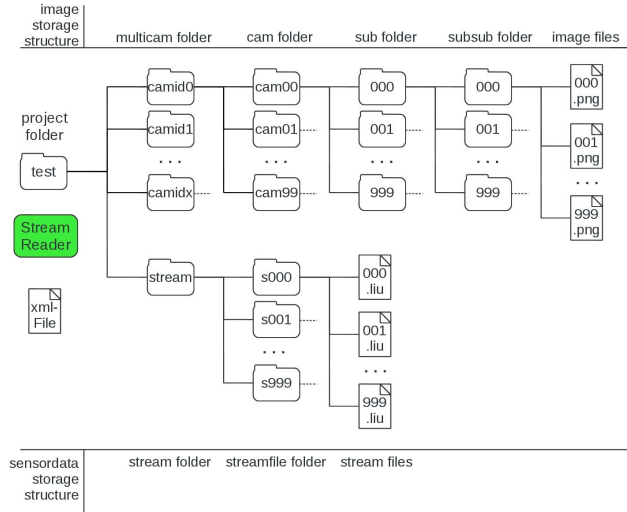 image
storage
structure
multicam folder
cam folder
sub folder
subsub folder
image files
project
folder
test
Stream
Reader
xml-
File
camid0
camid1
...
camidx
cam00
cam01
...
cam99
000
001
...
999
000
001
...
999
000
.png
001
.png
...
999
.png
stream
s000
s001
...
s999
000
.liu
001
.liu
...
999
.liu
sensordata
storage
structure
stream folder
streamfile folder
stream files